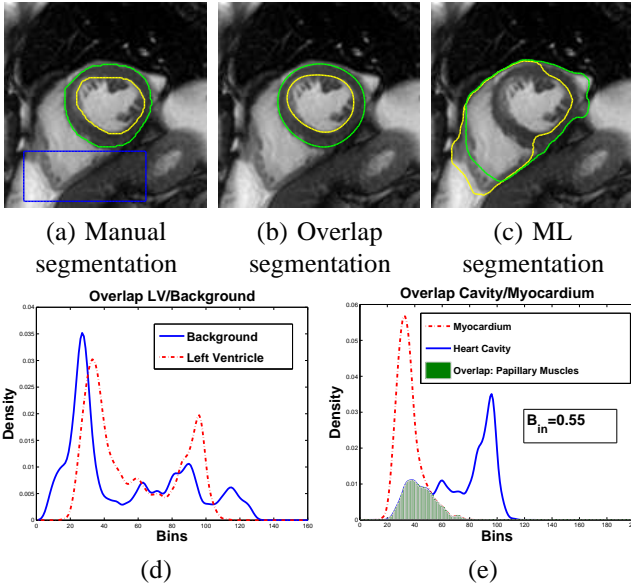 (a) Manual segmentation
(b) Overlap segmentation
(c) ML segmentation
Overlap LV/Background
Density
0.04
0.035
0.03
0.025
0.02
0.015
0.01
0.005
0
Background
Left Ventricle
0 20 40 60 80 100 120 140 160
Bins
(d)
Overlap Cavity/Myocardium
Density
0.06
0.05
0.04
0.03
0.02
0.01
0
Myocardium
Heart Cavity
Overlap: Papillary Muscles
B_in=0.55
0 20 40 60 80 100 120 140 160 180 200
Bins
(e)